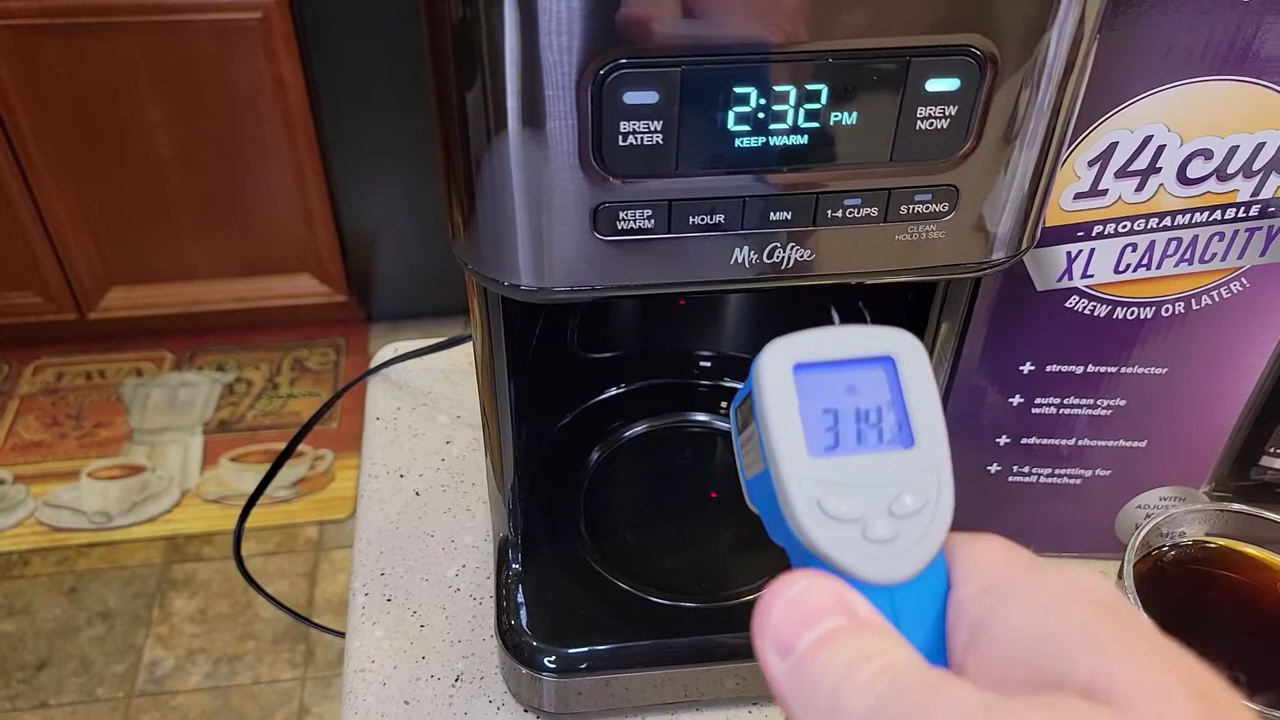 2:32 PM
KEEP WARM
BREW
LATER
BREW
NOW
KEEP
WARM
HOUR
MIN
1-4 CUPS
STRONG
CLEAN
HOLD 3 SEC
Mr. Coffee
14 cup
- PROGRAMMABLE -
XL CAPACITY
BREW NOW OR LATER!
+ strong brew selector
+ auto clean cycle
with reminder
+ advanced showerhead
+ 1-4 cup setting for
small batches
WITH
314
JAVA